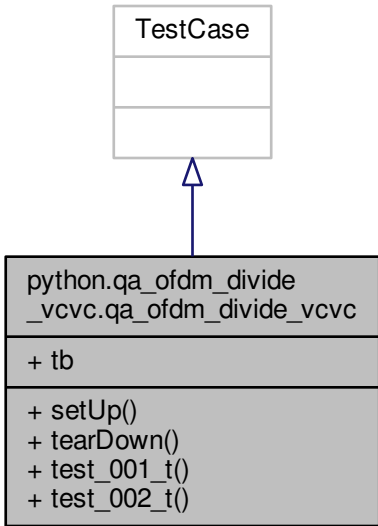 TestCase
python.qa_ofdm_divide
_vcvc.qa_ofdm_divide_vcvc
+ tb
+ setUp()
+ tearDown()
+ test_001_t()
+ test_002_t()